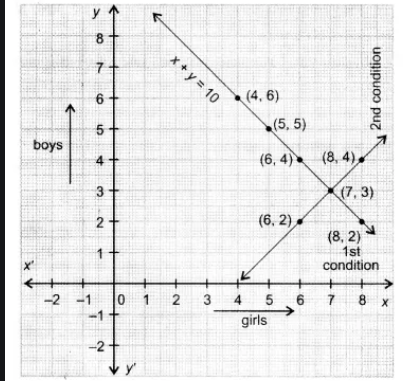 y
8
7
x + y = 10
2nd condition
6
(4, 6)
5
(5, 5)
boys
4
(6, 4)
(8, 4)
3
(7, 3)
2
(6, 2)
(8, 2)
1
1st
condition
x'
–2 –1 0 1 2 3 4 5 6 7 8 x
–1
girls
–2
y'